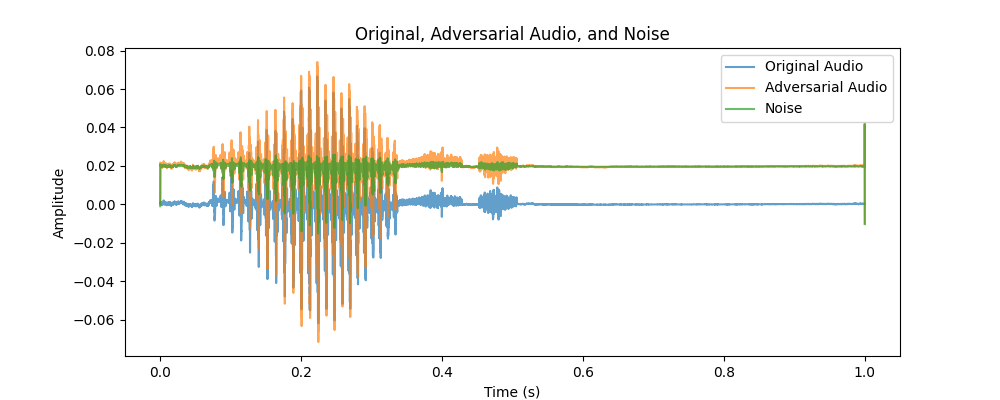 Original, Adversarial Audio, and Noise
Original Audio
Adversarial Audio
Noise
Amplitude
0.08
0.06
0.04
0.02
0.00
−0.02
−0.04
−0.06
0.0 0.2 0.4 0.6 0.8 1.0
Time (s)